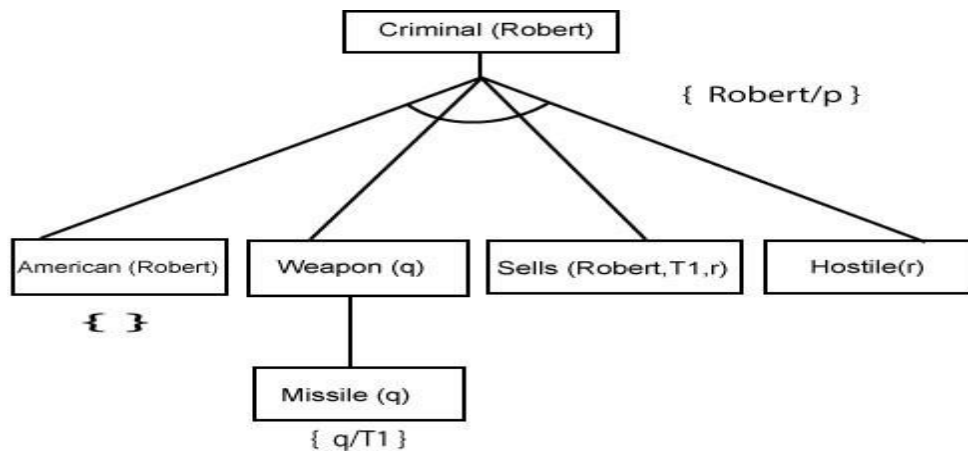 Criminal (Robert)
{ Robert/p }
American (Robert)
Weapon (q)
Sells (Robert,T1,r)
Hostile(r)
{ }
Missile (q)
{ q/T1 }